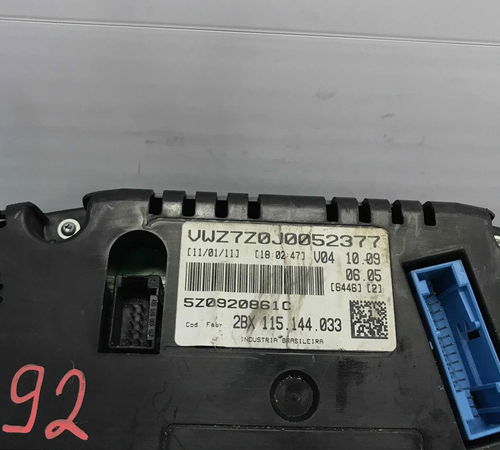 VWZ7Z0J0052377
[11/01/11] [18:02:47] V04 10.09
06.05
[6446] [2]
5Z0920861C
Cod Fabr 2BX 115.144.033
INDUSTRIA BRASILEIRA
92